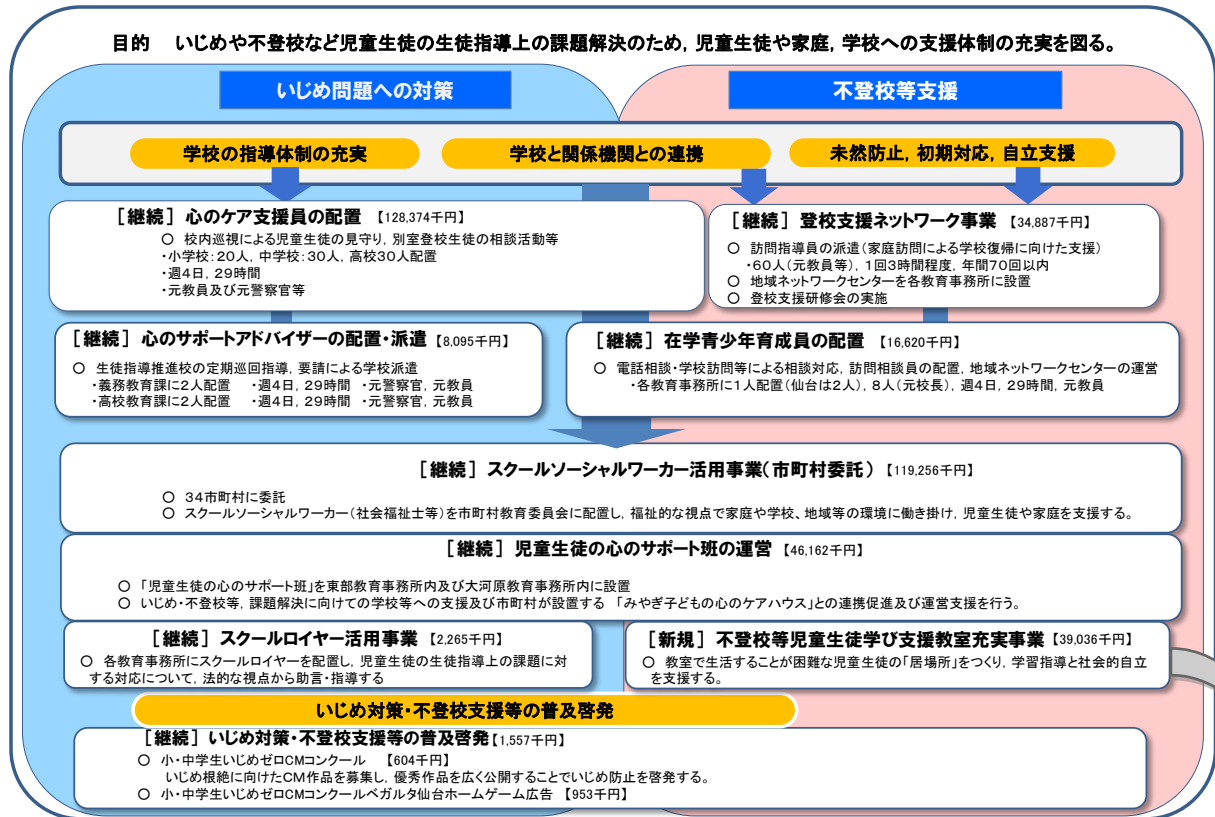 目的　いじめや不登校など児童生徒の生徒指導上の課題解決のため，児童生徒や家庭，学校への支援体制の充実を図る。
いじめ問題への対策
不登校等支援
学校の指導体制の充実
学校と関係機関との連携
未然防止，初期対応，自立支援
［継続］心のケア支援員の配置 【128,374千円】
○ 校内巡視による児童生徒の見守り，別室登校生徒の相談活動等
・小学校：20人，中学校：30人，高校30人配置
・週4日，29時間
・元教員及び元警察官等
［継続］登校支援ネットワーク事業 【34,887千円】
○ 訪問指導員の派遣（家庭訪問による学校復帰に向けた支援）
・60人（元教員等），1回3時間程度，年間70回以内
○ 地域ネットワークセンターを各教育事務所に設置
○ 登校支援研修会の実施
［継続］心のサポートアドバイザーの配置・派遣 【8,095千円】
○ 生徒指導推進校の定期巡回指導，要請による学校派遣
・義務教育課に2人配置　・週4日，29時間　・元警察官，元教員
・高校教育課に2人配置　・週4日，29時間　・元警察官，元教員
［継続］在学青少年育成員の配置 【16,620千円】
○ 電話相談・学校訪問等による相談対応，訪問相談員の配置，地域ネットワークセンターの運営
・各教育事務所に1人配置（仙台は2人），8人（元校長），週4日，29時間，元教員
［継続］スクールソーシャルワーカー活用事業（市町村委託） 【119,256千円】
○ 34市町村に委託
○ スクールソーシャルワーカー（社会福祉士等）を市町村教育委員会に配置し，福祉的な視点で家庭や学校、地域等の環境に働き掛け，児童生徒や家庭を支援する。
［継続］児童生徒の心のサポート班の運営 【46,162千円】
○ 「児童生徒の心のサポート班」を東部教育事務所内及び大河原教育事務所内に設置
○ いじめ・不登校等，課題解決に向けての学校等への支援及び市町村が設置する 「みやぎ子どもの心のケアハウス」との連携促進及び運営支援を行う。
［継続］スクールロイヤー活用事業 【2,265千円】
○ 各教育事務所にスクールロイヤーを配置し，児童生徒の生徒指導上の課題に対
する対応について，法的な視点から助言・指導する
［新規］不登校等児童生徒学び支援教室充実事業 【39,036千円】
○ 教室で生活することが困難な児童生徒の「居場所」をつくり，学習指導と社会的自立
を支援する。
いじめ対策・不登校支援等の普及啓発
［継続］いじめ対策・不登校支援等の普及啓発【1,557千円】
○ 小・中学生いじめゼロCMコンクール 【604千円】
いじめ根絶に向けたCM作品を募集し，優秀作品を広く公開することでいじめ防止を啓発する。
○ 小・中学生いじめゼロCMコンクールベガルタ仙台ホームゲーム広告 【953千円】